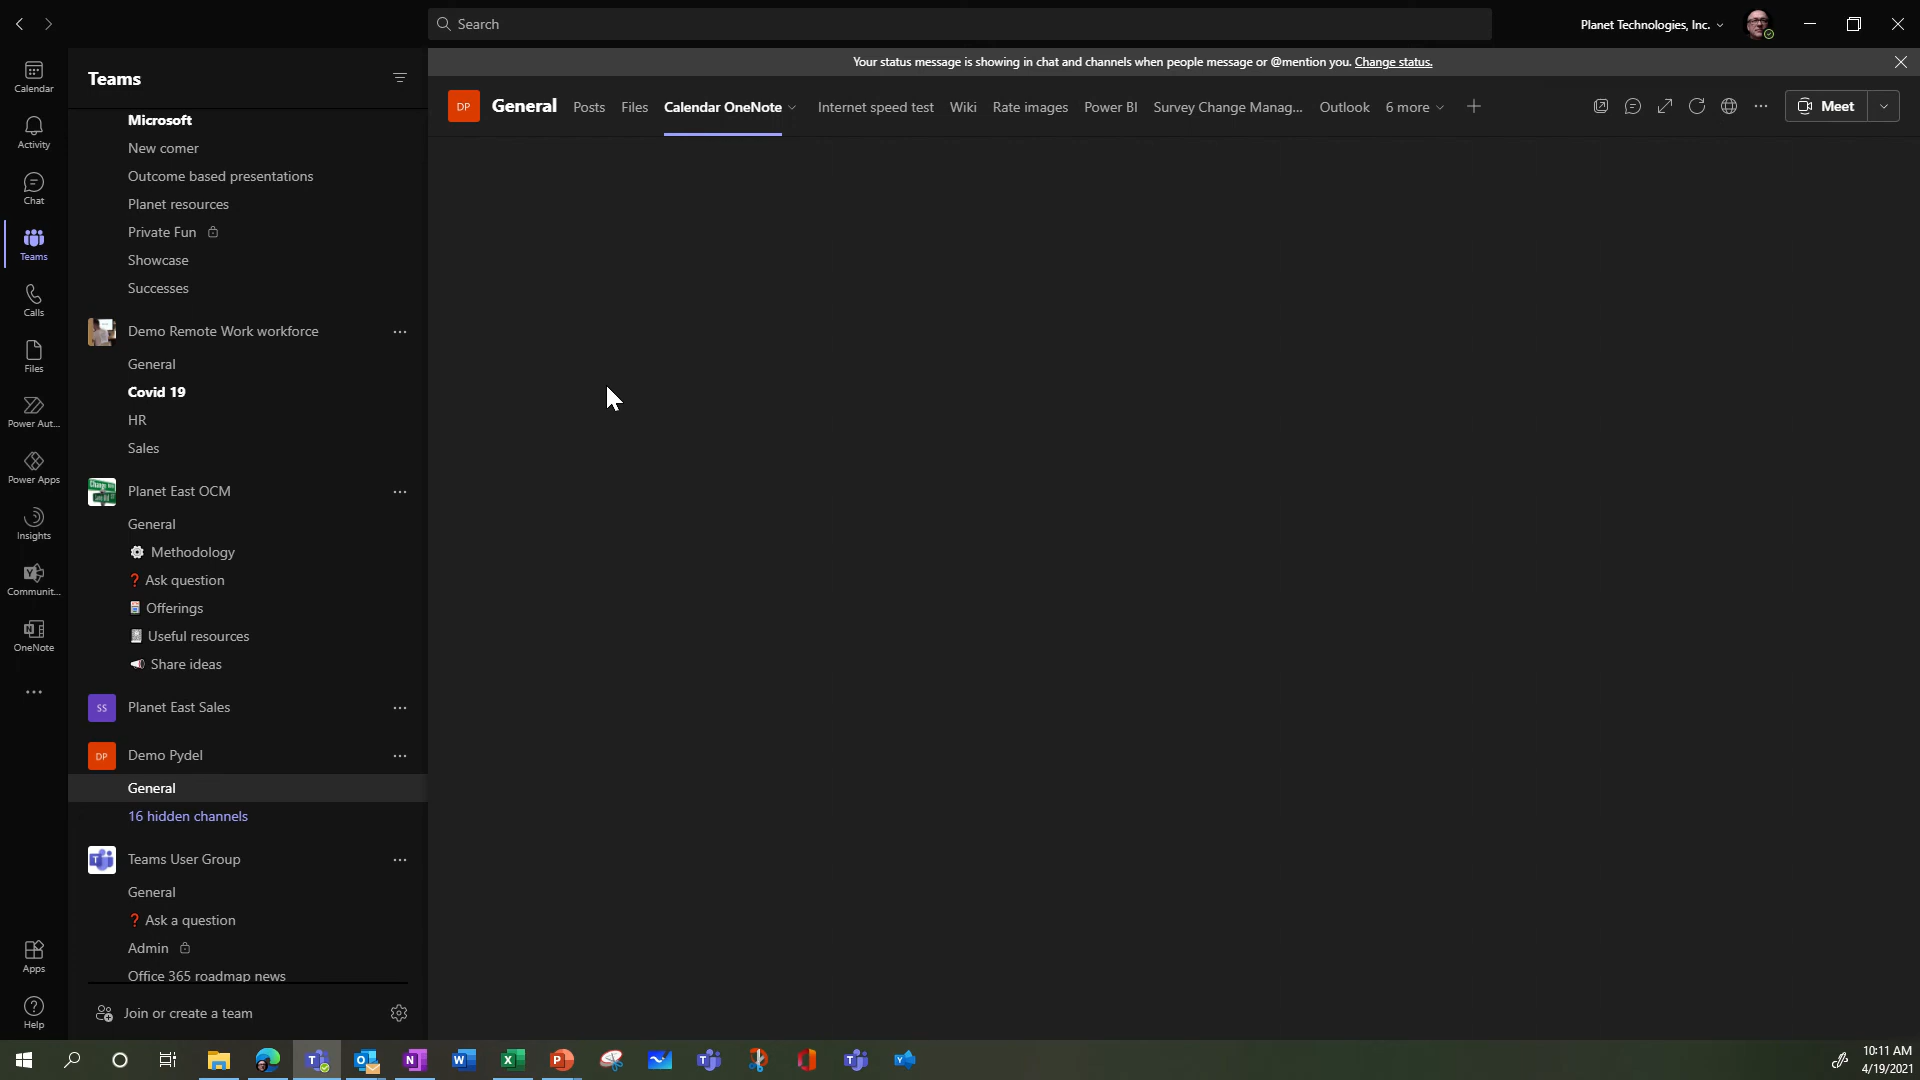 Search
Planet Technologies, Inc.
Your status message is showing in chat and channels when people message or @mention you. Change status.
Calendar
Activity
Chat
Teams
Calls
Files
Power Aut...
Power Apps
Insights
Communit...
OneNote
Apps
Help
Teams
Microsoft
New comer
Outcome based presentations
Planet resources
Private Fun
Showcase
Successes
Demo Remote Work workforce
General
Covid 19
HR
Sales
Planet East OCM
General
Methodology
❓ Ask question
Offerings
Useful resources
Share ideas
SS Planet East Sales
DP Demo Pydel
General
16 hidden channels
Teams User Group
General
❓ Ask a question
Admin
Office 365 roadmap news
Join or create a team
DP General Posts Files Calendar OneNote Internet speed test Wiki Rate images Power BI Survey Change Manag... Outlook 6 more Meet
10:11 AM
4/19/2021